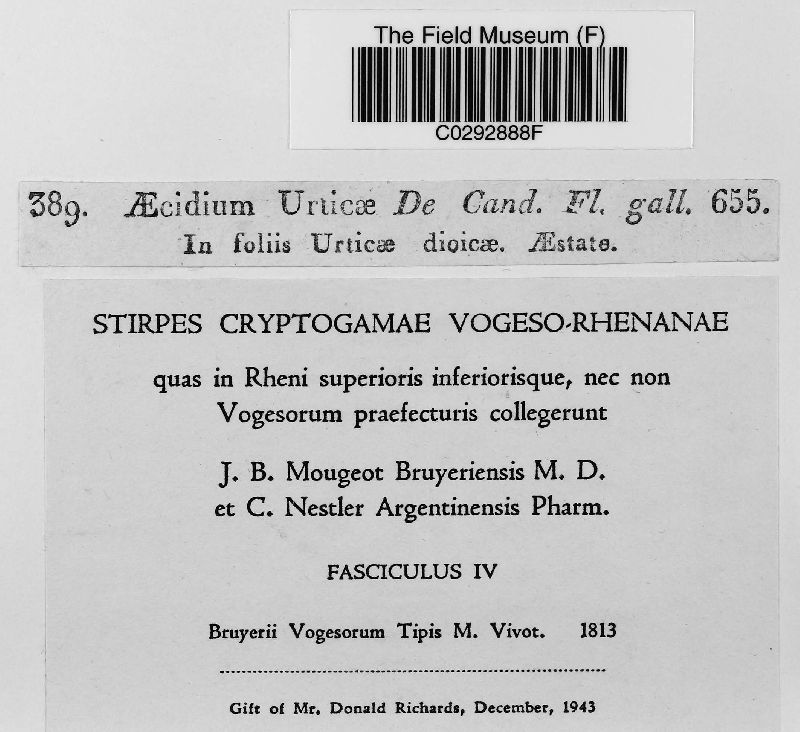 The Field Museum (F)
C0292888F
389. Æcidium Urticæ De Cand. Fl. gall. 655.
In foliis Urticæ dioicæ. Æstate.
STIRPES CRYPTOGAMAE VOGESO-RHENANAE
quas in Rheni superioris inferiorisque, nec non
Vogesorum praefecturis collegerunt
J. B. Mougeot Bruyeriensis M. D.
et C. Nestler Argentinensis Pharm.
FASCICULUS IV
Bruyerii Vogesorum Tipis M. Vivot. 1813
Gift of Mr. Donald Richards, December, 1943